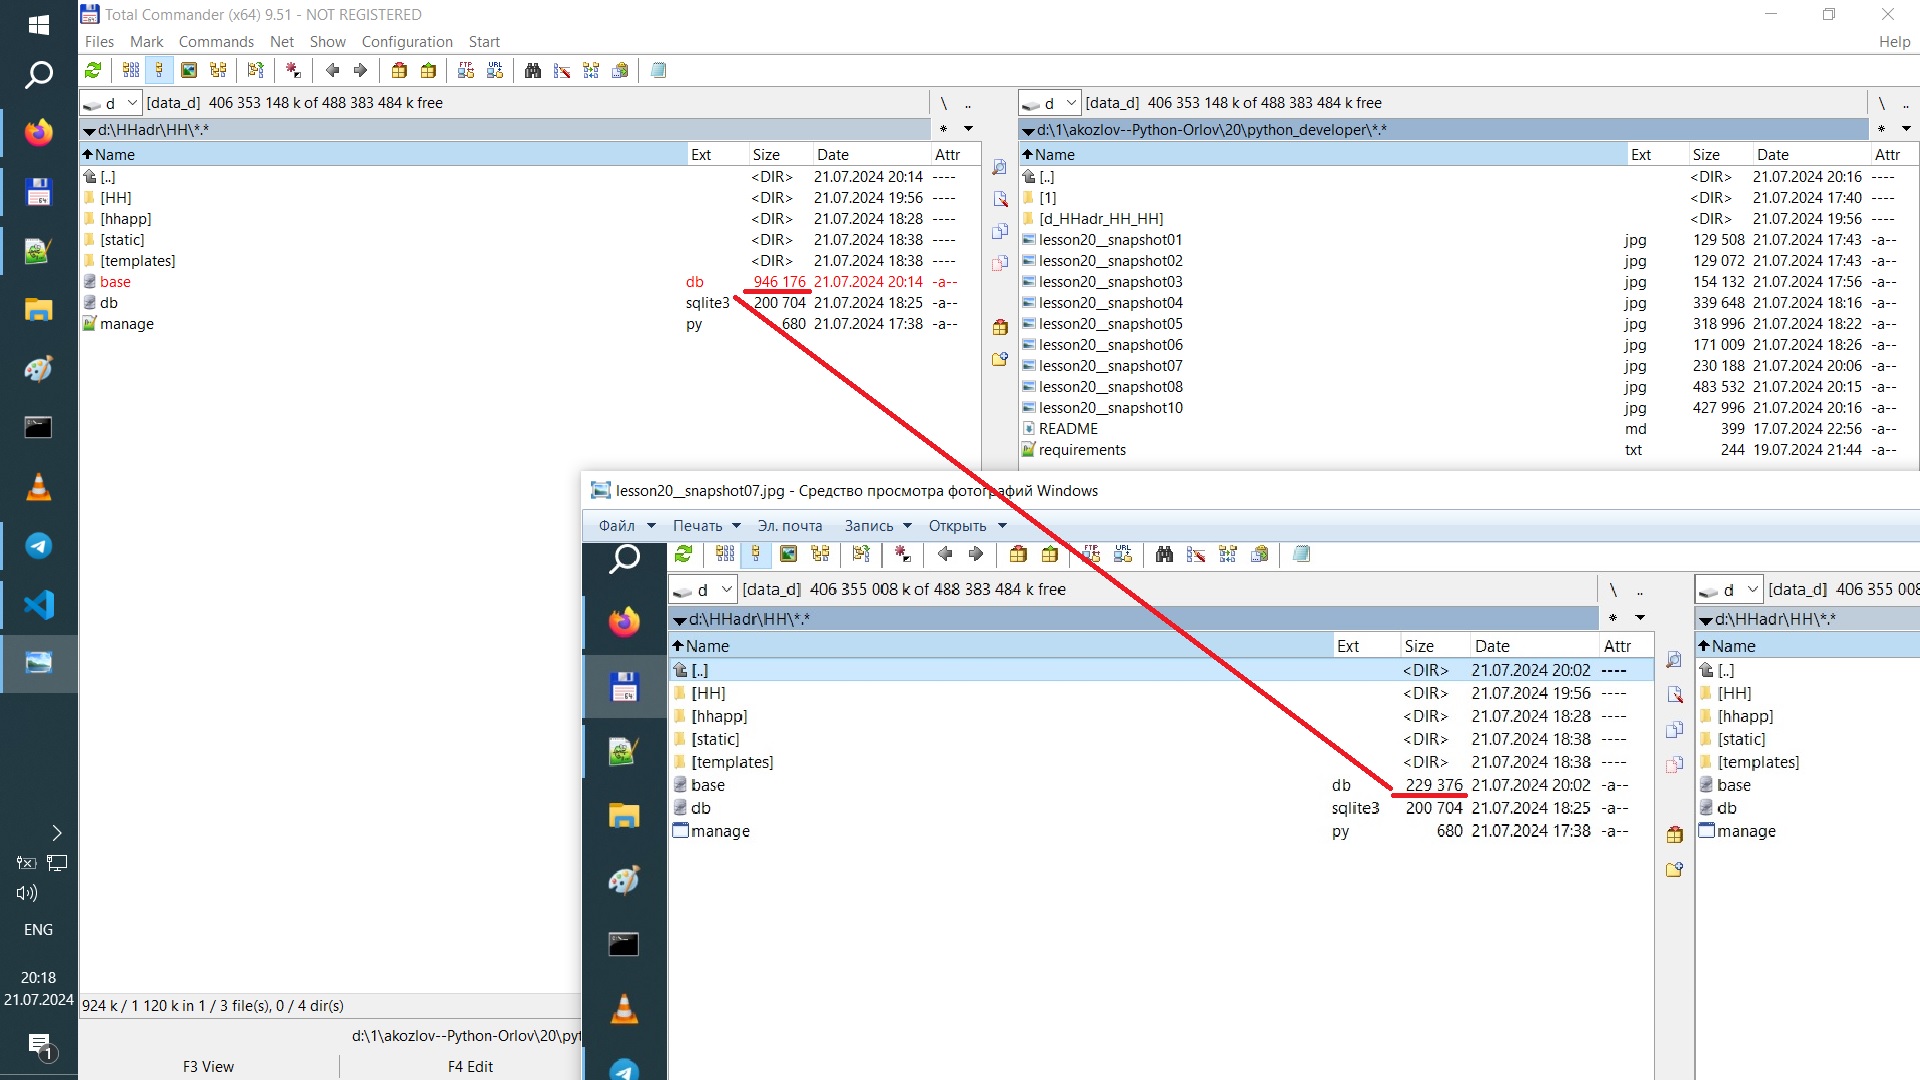 Total Commander (x64) 9.51 - NOT REGISTERED
Files Mark Commands Net Show Configuration Start Help
FTP URL
d [data_d] 406 353 148 k of 488 383 484 k free \ ..
d:\HHadr\HH\*.* *
Name Ext Size Date Attr
[..] <DIR> 21.07.2024 20:14 ----
[HH] <DIR> 21.07.2024 19:56 ----
[hhapp] <DIR> 21.07.2024 18:28 ----
[static] <DIR> 21.07.2024 18:38 ----
[templates] <DIR> 21.07.2024 18:38 ----
base db 946 176 21.07.2024 20:14 -a--
db sqlite3 200 704 21.07.2024 18:25 -a--
manage py 680 21.07.2024 17:38 -a--
d [data_d] 406 353 148 k of 488 383 484 k free \ ..
d:\1\akozlov--Python-Orlov\20\python_developer\*.* *
Name Ext Size Date Attr
[..] <DIR> 21.07.2024 20:16 ----
[1] <DIR> 21.07.2024 17:40 ----
[d_HHadr_HH_HH] <DIR> 21.07.2024 19:56 ----
lesson20__snapshot01 jpg 129 508 21.07.2024 17:43 -a--
lesson20__snapshot02 jpg 129 072 21.07.2024 17:43 -a--
lesson20__snapshot03 jpg 154 132 21.07.2024 17:56 -a--
lesson20__snapshot04 jpg 339 648 21.07.2024 18:16 -a--
lesson20__snapshot05 jpg 318 996 21.07.2024 18:22 -a--
lesson20__snapshot06 jpg 171 009 21.07.2024 18:26 -a--
lesson20__snapshot07 jpg 230 188 21.07.2024 20:06 -a--
lesson20__snapshot08 jpg 483 532 21.07.2024 20:15 -a--
lesson20__snapshot10 jpg 427 996 21.07.2024 20:16 -a--
README md 399 17.07.2024 22:56 -a--
requirements txt 244 19.07.2024 21:44 -a--
lesson20__snapshot07.jpg - Средство просмотра фотографий Windows
Файл Печать Эл. почта Запись Открыть
FTP URL
d [data_d] 406 355 008 k of 488 383 484 k free \ ..
d:\HHadr\HH\*.* *
Name Ext Size Date Attr
[..] <DIR> 21.07.2024 20:02 ----
[HH] <DIR> 21.07.2024 19:56 ----
[hhapp] <DIR> 21.07.2024 18:28 ----
[static] <DIR> 21.07.2024 18:38 ----
[templates] <DIR> 21.07.2024 18:38 ----
base db 229 376 21.07.2024 20:02 -a--
db sqlite3 200 704 21.07.2024 18:25 -a--
manage py 680 21.07.2024 17:38 -a--
d [data_d] 406 355 008
d:\HHadr\HH\*.*
Name
[..]
[HH]
[hhapp]
[static]
[templates]
base
db
manage
ENG
20:18
21.07.2024
1
924 k / 1 120 k in 1 / 3 file(s), 0 / 4 dir(s)
d:\1\akozlov--Python-Orlov\20\pyt
F3 View F4 Edit